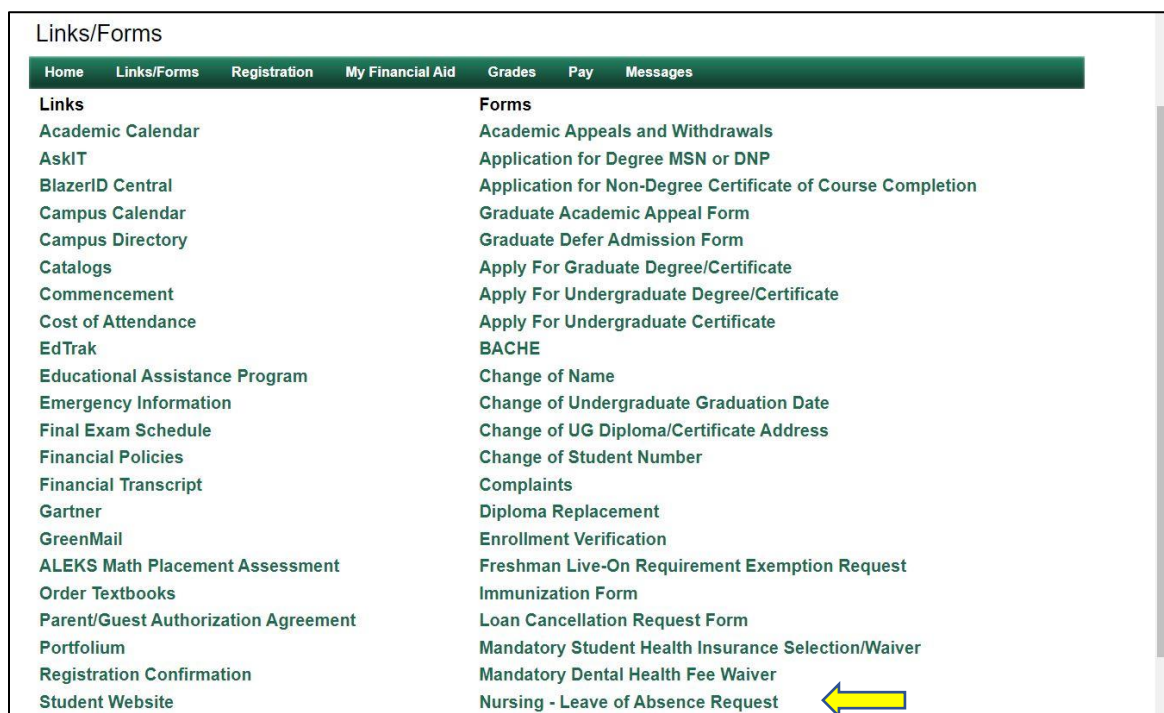 Links/Forms
Home Links/Forms Registration My Financial Aid Grades Pay Messages
Links
Academic Calendar
AskIT
BlazerID Central
Campus Calendar
Campus Directory
Catalogs
Commencement
Cost of Attendance
EdTrak
Educational Assistance Program
Emergency Information
Final Exam Schedule
Financial Policies
Financial Transcript
Gartner
GreenMail
ALEKS Math Placement Assessment
Order Textbooks
Parent/Guest Authorization Agreement
Portfolium
Registration Confirmation
Student Website
Forms
Academic Appeals and Withdrawals
Application for Degree MSN or DNP
Application for Non-Degree Certificate of Course Completion
Graduate Academic Appeal Form
Graduate Defer Admission Form
Apply For Graduate Degree/Certificate
Apply For Undergraduate Degree/Certificate
Apply For Undergraduate Certificate
BACHE
Change of Name
Change of Undergraduate Graduation Date
Change of UG Diploma/Certificate Address
Change of Student Number
Complaints
Diploma Replacement
Enrollment Verification
Freshman Live-On Requirement Exemption Request
Immunization Form
Loan Cancellation Request Form
Mandatory Student Health Insurance Selection/Waiver
Mandatory Dental Health Fee Waiver
Nursing - Leave of Absence Request